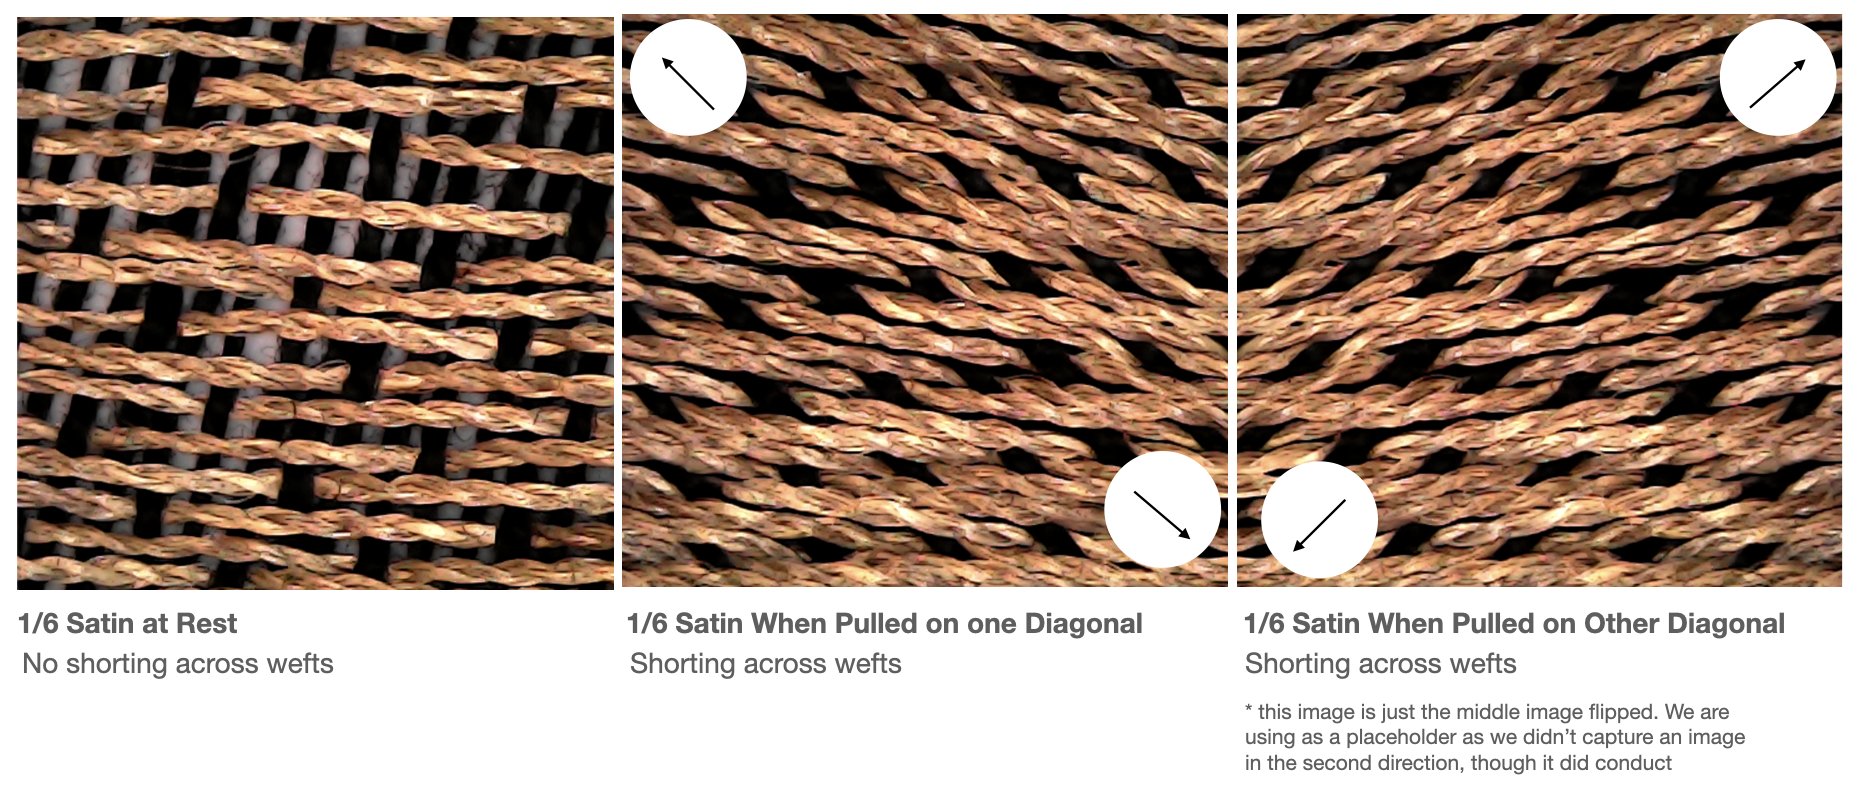 1/6 Satin at Rest
No shorting across wefts
1/6 Satin When Pulled on one Diagonal
Shorting across wefts
1/6 Satin When Pulled on Other Diagonal
Shorting across wefts
* this image is just the middle image flipped. We are
using as a placeholder as we didn’t capture an image
in the second direction, though it did conduct